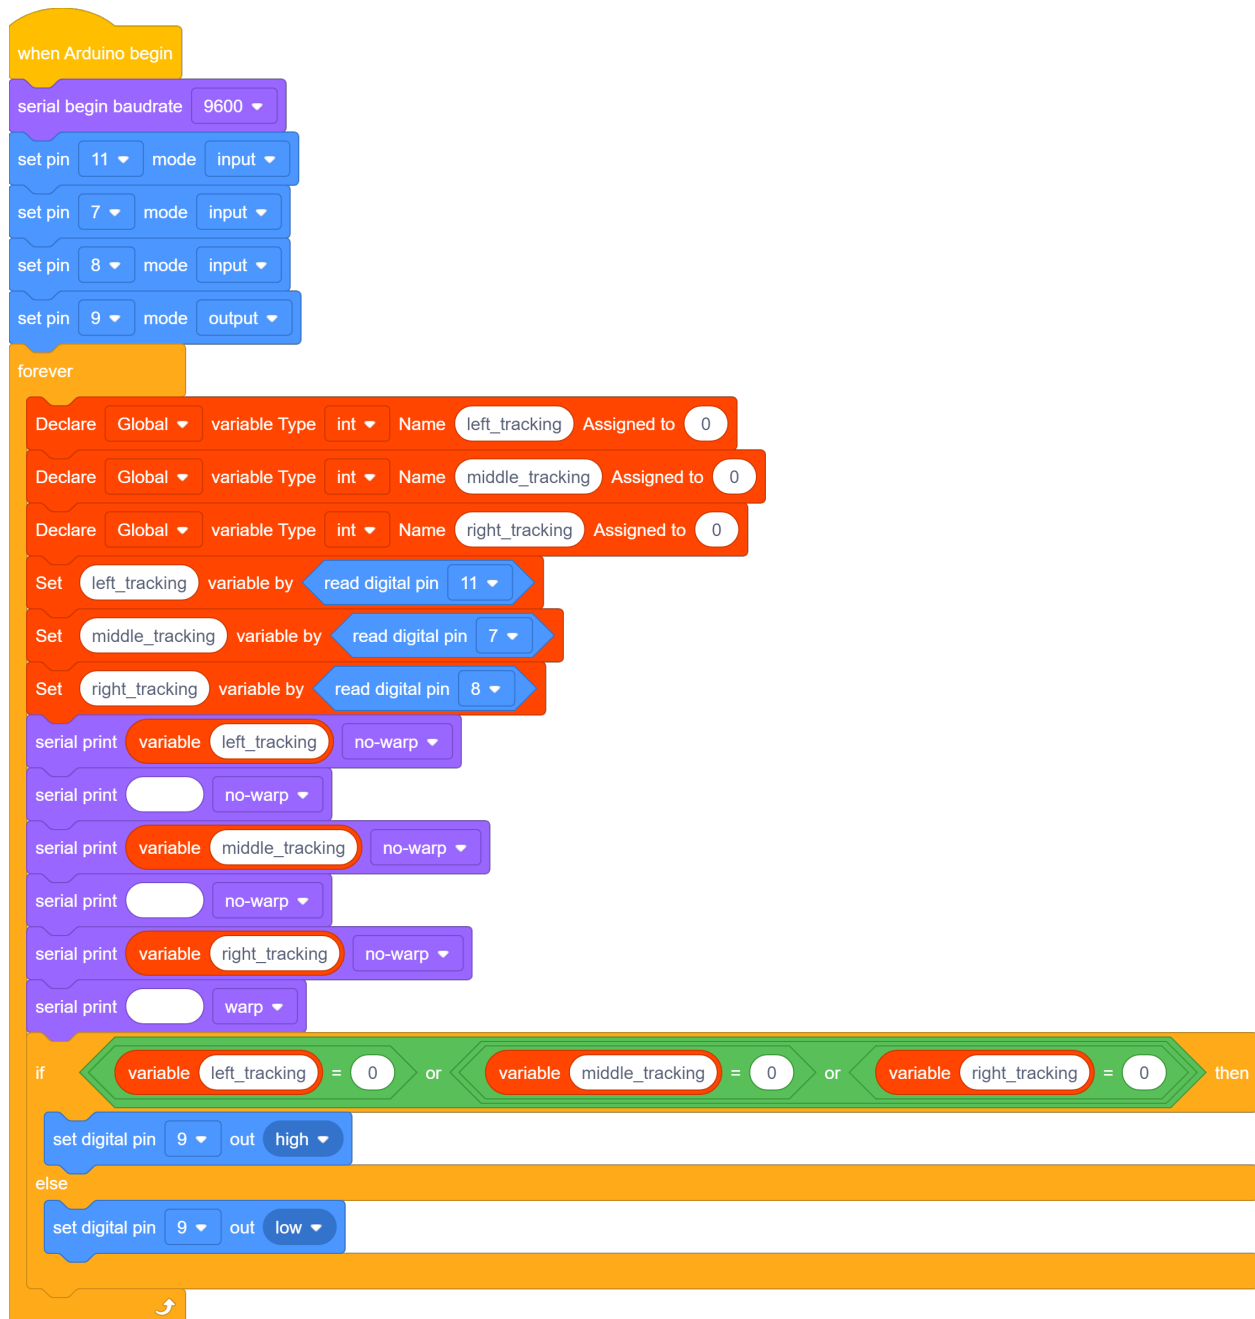 when Arduino begin
serial begin baudrate 9600
set pin 11 mode input
set pin 7 mode input
set pin 8 mode input
set pin 9 mode output
forever
Declare Global variable Type int Name left_tracking Assigned to 0
Declare Global variable Type int Name middle_tracking Assigned to 0
Declare Global variable Type int Name right_tracking Assigned to 0
Set left_tracking variable by read digital pin 11
Set middle_tracking variable by read digital pin 7
Set right_tracking variable by read digital pin 8
serial print variable left_tracking no-warp
serial print no-warp
serial print variable middle_tracking no-warp
serial print no-warp
serial print variable right_tracking no-warp
serial print warp
if variable left_tracking = 0 or variable middle_tracking = 0 or variable right_tracking = 0 then
set digital pin 9 out high
else
set digital pin 9 out low